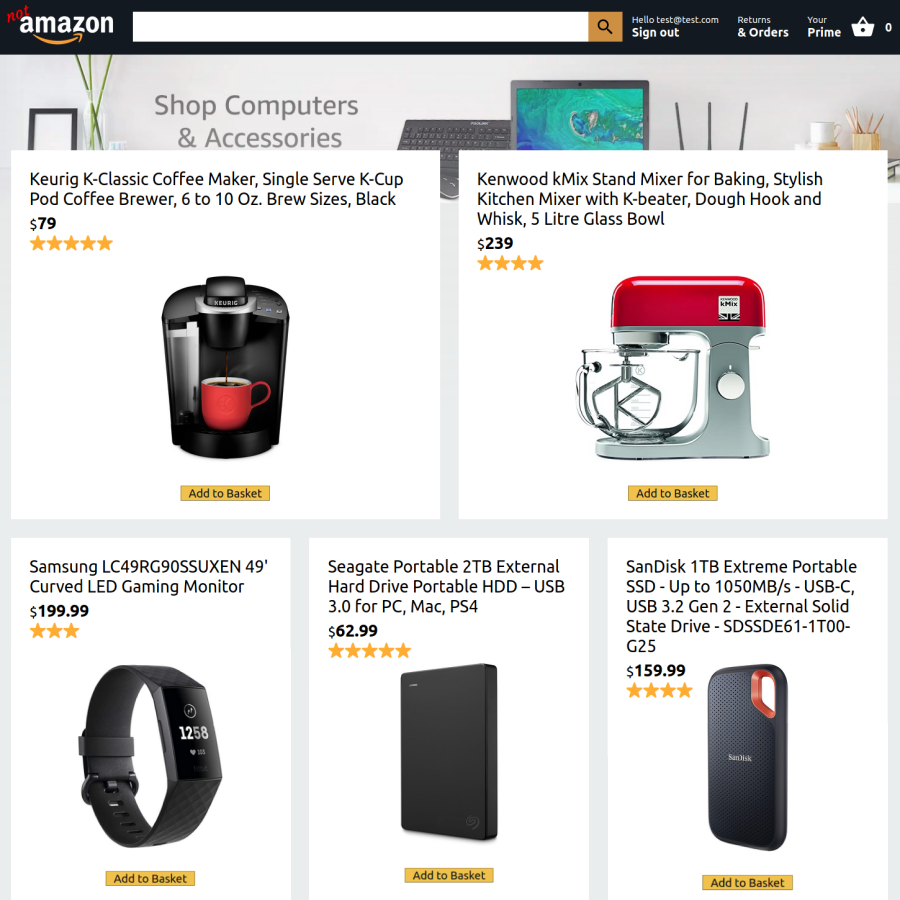 not
amazon
Hello test@test.com
Sign out
Returns
& Orders
Your
Prime
0
Shop Computers
& Accessories
Keurig K-Classic Coffee Maker, Single Serve K-Cup
Pod Coffee Brewer, 6 to 10 Oz. Brew Sizes, Black
$79
KEURIG
Add to Basket
Kenwood kMix Stand Mixer for Baking, Stylish
Kitchen Mixer with K-beater, Dough Hook and
Whisk, 5 Litre Glass Bowl
$239
KENWOOD
kMix
Add to Basket
Samsung LC49RG90SSUXEN 49'
Curved LED Gaming Monitor
$199.99
1258
103
Add to Basket
Seagate Portable 2TB External
Hard Drive Portable HDD – USB
3.0 for PC, Mac, PS4
$62.99
Add to Basket
SanDisk 1TB Extreme Portable
SSD - Up to 1050MB/s - USB-C,
USB 3.2 Gen 2 - External Solid
State Drive - SDSSDE61-1T00-
G25
$159.99
SanDisk
Add to Basket